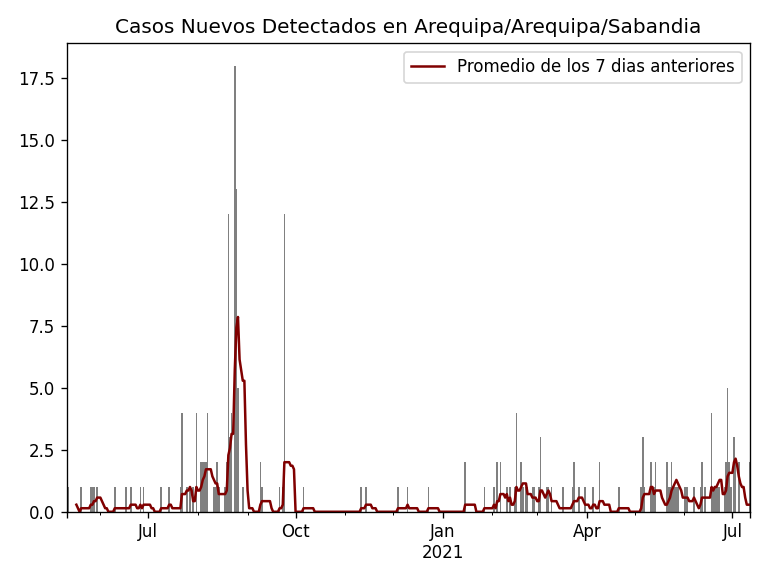 Casos Nuevos Detectados en Arequipa/Arequipa/Sabandia
Promedio de los 7 dias anteriores
17.5
15.0
12.5
10.0
7.5
5.0
2.5
0.0
Jul
Oct
Jan
2021
Apr
Jul